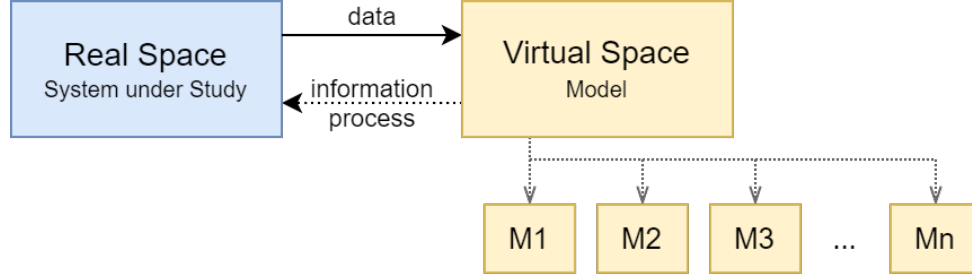 data
Real Space
System under Study
Virtual Space
Model
information
process
M1
M2
M3
...
Mn